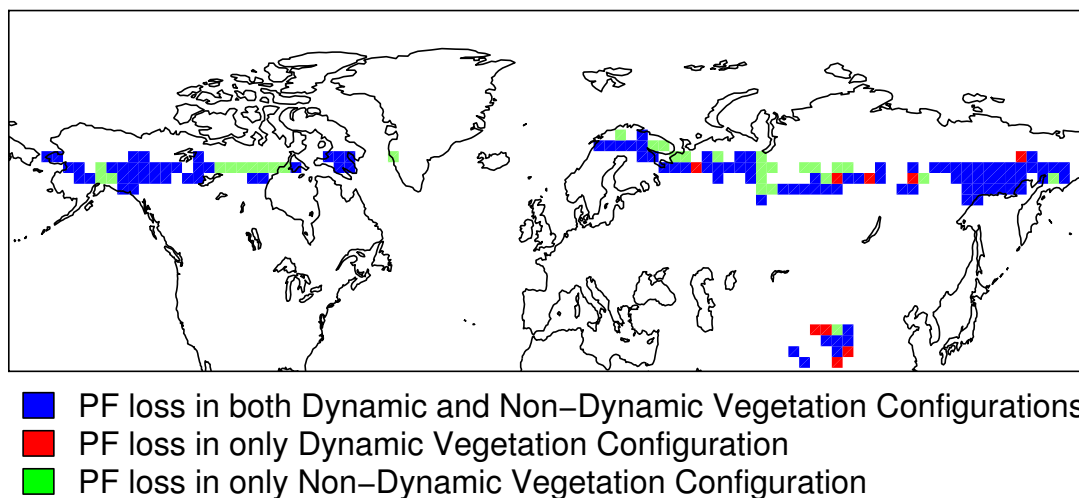 PF loss in both Dynamic and Non−Dynamic Vegetation Configurations
PF loss in only Dynamic Vegetation Configuration
PF loss in only Non−Dynamic Vegetation Configuration